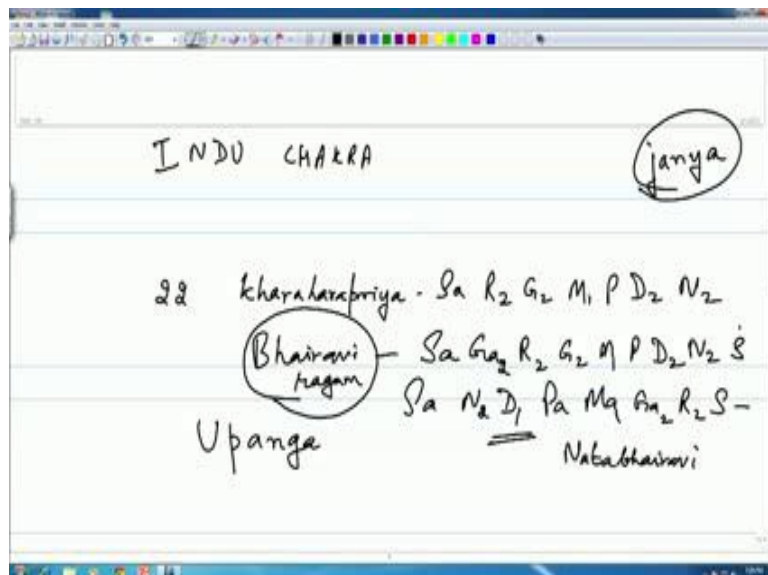 INDU CHAKRA
janya
22 kharaharapriya - Sa R2 G2 M1 P D2 N2
Bhairavi ragam - Sa Ga2 R2 G2 M P D2 N2 Ṡ
Sa N2 D1 Pa Ma Ga2 R2 S -
Upanga
Natabhairavi